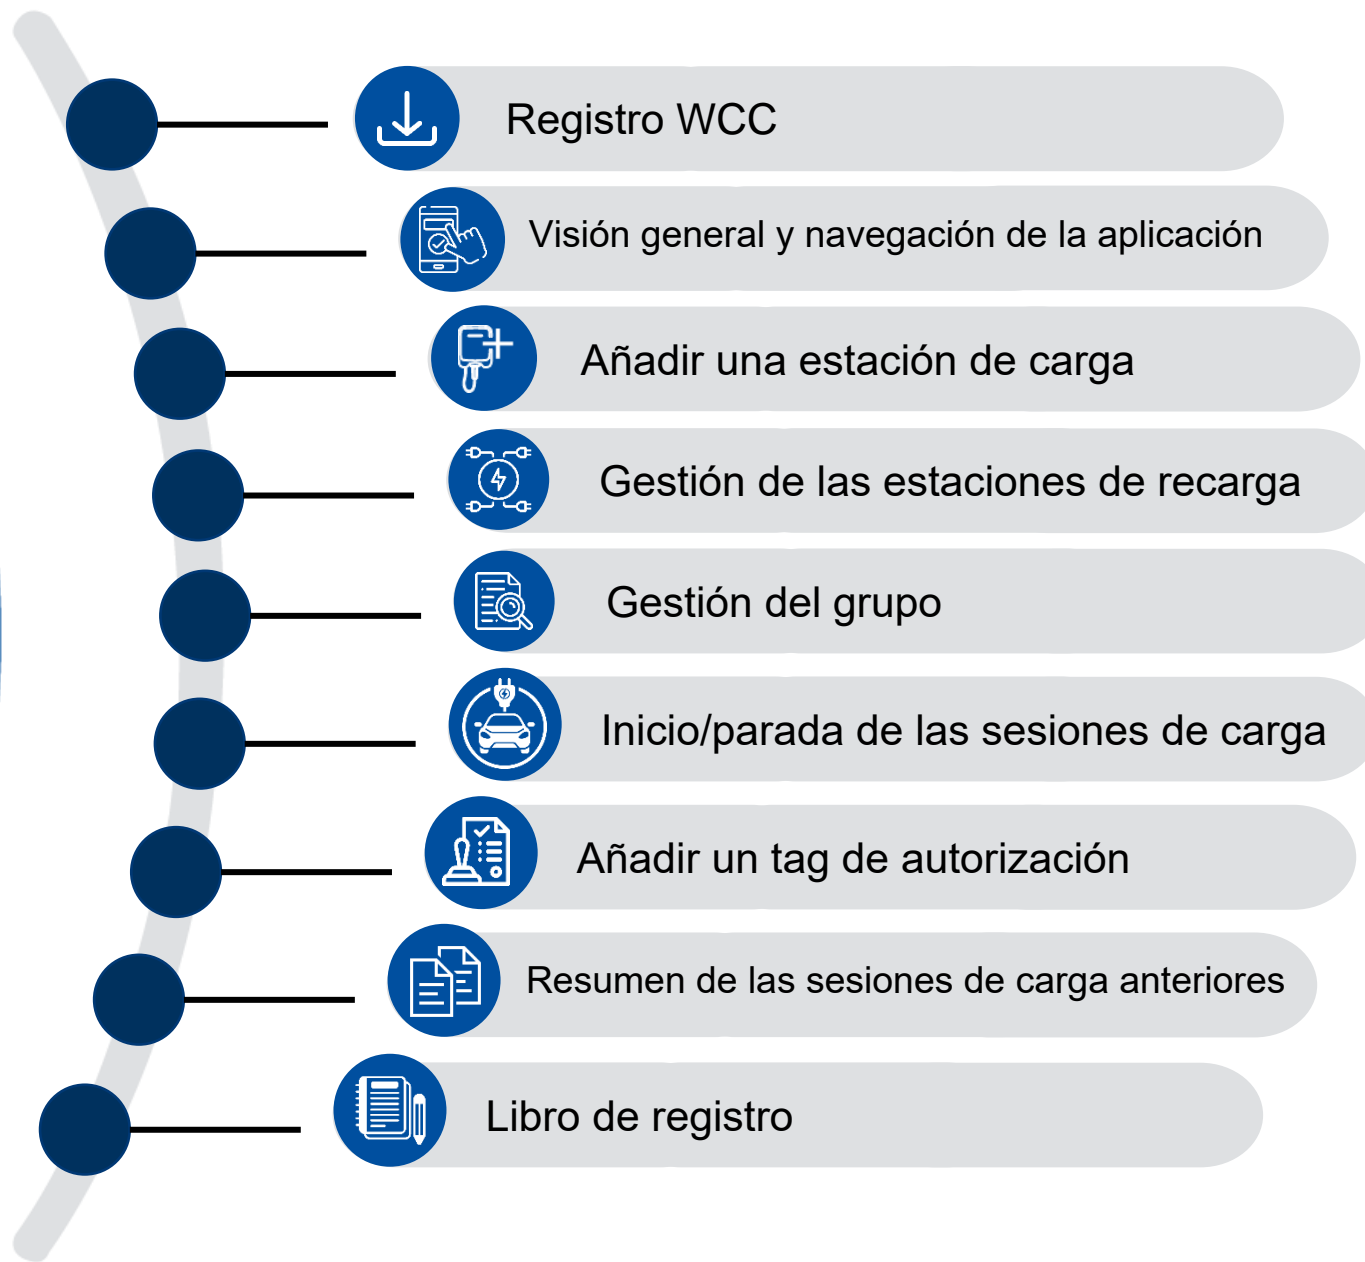 Registro WCC
Visión general y navegación de la aplicación
Añadir una estación de carga
Gestión de las estaciones de recarga
Gestión del grupo
Inicio/parada de las sesiones de carga
Añadir un tag de autorización
Resumen de las sesiones de carga anteriores
Libro de registro